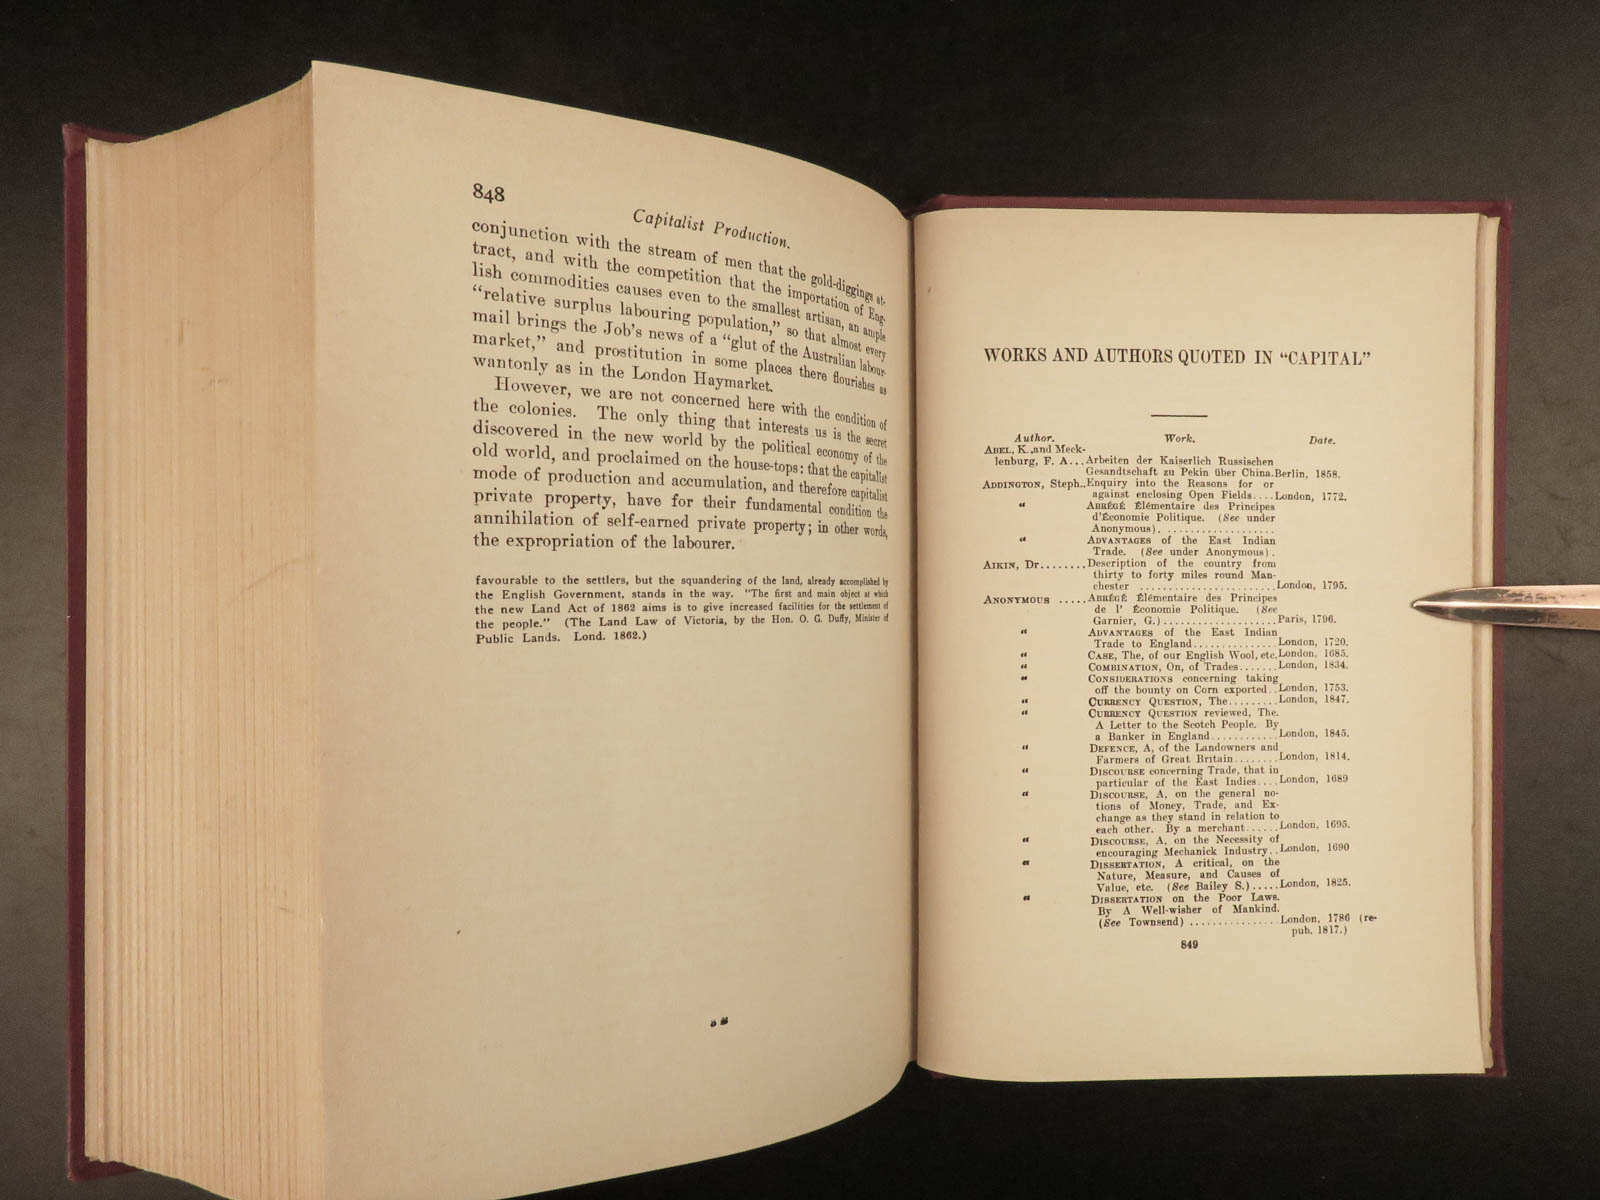 848
Capitalist Production.
conjunction with the stream of men that the gold-diggings at-
tract, and with the competition that the importation of Eng-
lish commodities causes even to the smallest artisan, an ample
“relative surplus labouring population,” so that almost every
mail brings the Job's news of a “glut of the Australian labour-
market,” and prostitution in some places there flourishes as
wantonly as in the London Haymarket.
However, we are not concerned here with the condition of
the colonies. The only thing that interests us is the secret
discovered in the new world by the political economy of the
old world, and proclaimed on the house-tops: that the capitalist
mode of production and accumulation, and therefore capitalist
private property, have for their fundamental condition the
annihilation of self-earned private property; in other words,
the expropriation of the labourer.
favourable to the settlers, but the squandering of the land, already accomplished by
the English Government, stands in the way. "The first and main object at which
the new Land Act of 1862 aims is to give increased facilities for the settlement of
the people." (The Land Law of Victoria, by the Hon. O. G. Duffy, Minister of
Public Lands. Lond. 1862.)
WORKS AND AUTHORS QUOTED IN “CAPITAL”
Author. Work. Date.
ABEL, K.,and Meck-
lenburg, F. A...Arbeiten der Kaiserlich Russischen
Gesandtschaft zu Pekin über China.Berlin, 1858.
ADDINGTON, Steph..Enquiry into the Reasons for or
against enclosing Open Fields....London, 1772.
“ ABRÉGÉ Élémentaire des Principes
d'Économie Politique. (See under
Anonymous)....................
“ ADVANTAGES of the East Indian
Trade. (See under Anonymous).
AIKIN, Dr........Description of the country from
thirty to forty miles round Man-
chester ........................London, 1795.
ANONYMOUS .....ABRÉGÉ Élémentaire des Principes
de l' Économie Politique. (See
Garnier, G.)....................Paris, 1796.
“ ADVANTAGES of the East Indian
Trade to England...............London, 1720.
“ CASE, The, of our English Wool, etc.London, 1685.
“ COMBINATION, On, of Trades.......London, 1834.
“ CONSIDERATIONS concerning taking
off the bounty on Corn exported..London, 1753.
“ CURRENCY QUESTION, The.........London, 1847.
“ CURRENCY QUESTION reviewed, The.
A Letter to the Scotch People. By
a Banker in England............London, 1845.
“ DEFENCE, A, of the Landowners and
Farmers of Great Britain........London, 1814.
“ DISCOURSE concerning Trade, that in
particular of the East Indies....London, 1689
“ DISCOURSE, A, on the general no-
tions of Money, Trade, and Ex-
change as they stand in relation to
each other. By a merchant......London, 1695.
“ DISCOURSE, A, on the Necessity of
encouraging Mechanick Industry..London, 1690
“ DISSERTATION, A critical, on the
Nature, Measure, and Causes of
Value, etc. (See Bailey S.).....London, 1825.
“ DISSERTATION on the Poor Laws.
By A Well-wisher of Mankind.
(See Townsend) ................London, 1786 (re-
pub. 1817.)
849